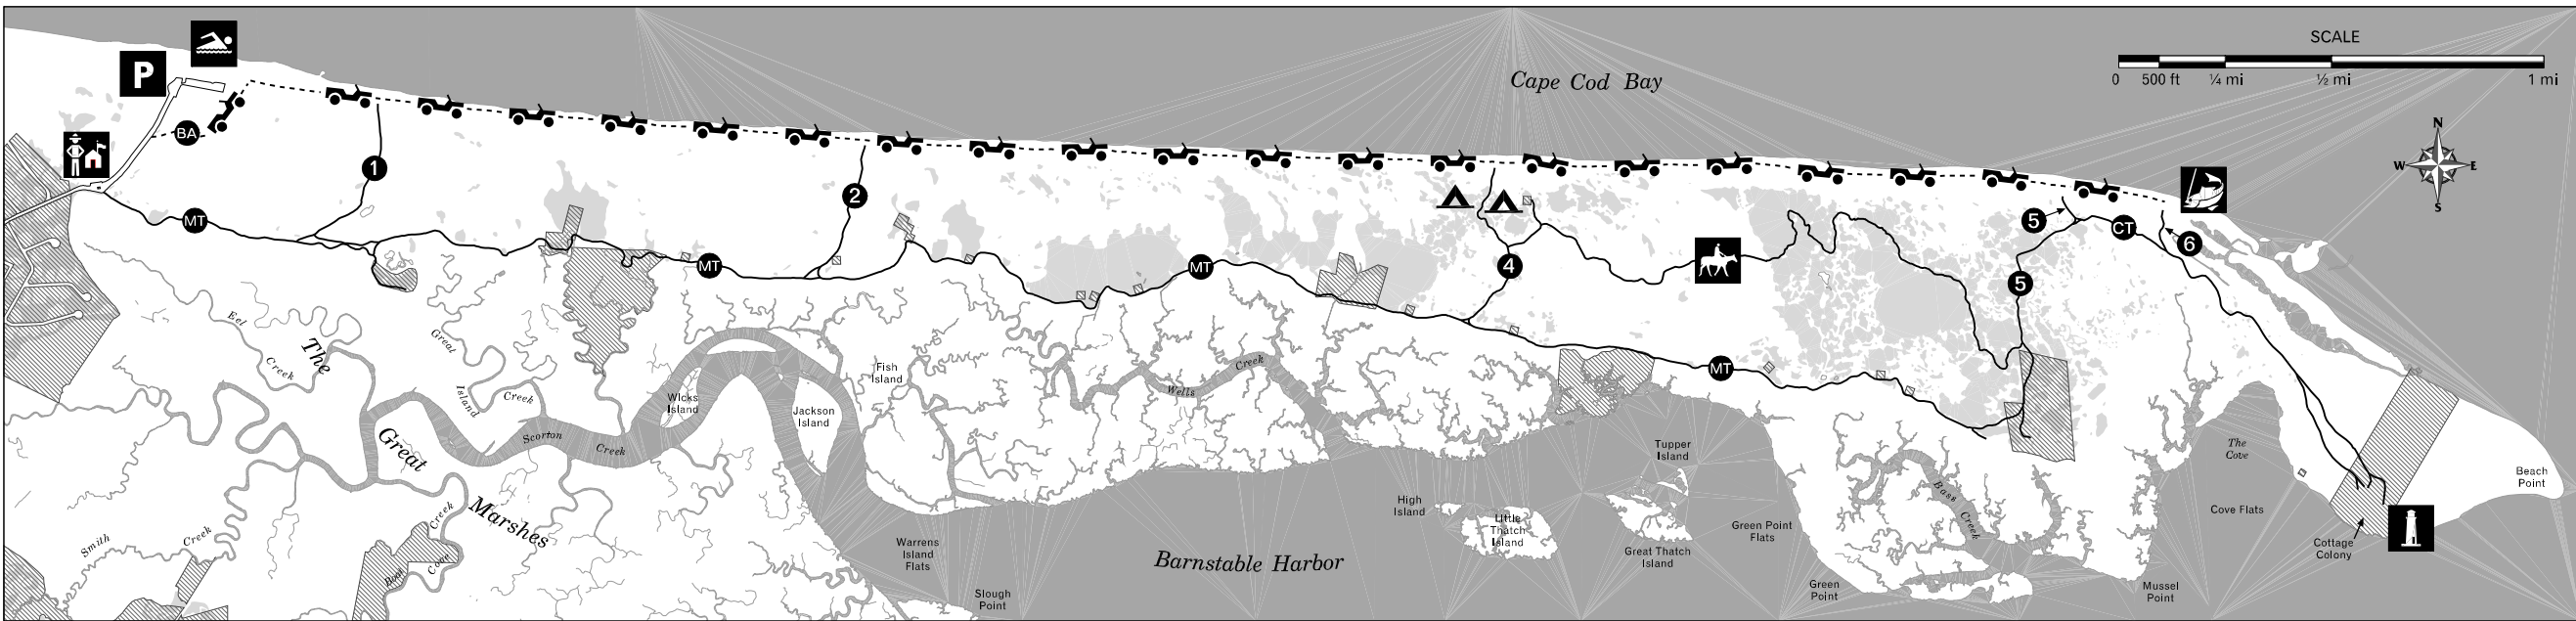 SCALE
0 500 ft ¼ mi ½ mi 1 mi
Cape Cod Bay
P
N
W E
S
BA
1
2
MT
MT
MT
4
5
CT
6
5
MT
Eel
Creek
The
Great
Island
Creek
Great
Marshes
Scorton
Creek
Wicks
Island
Jackson
Island
Fish
Island
Wells
Creek
Smith
Creek
Boat
Cove
Creek
Warrens
Island
Flats
Slough
Point
Barnstable Harbor
High
Island
Little
Thatch
Island
Tupper
Island
Great Thatch
Island
Green Point
Flats
Green
Point
Bass
Creek
Mussel
Point
The
Cove
Cove Flats
Cottage
Colony
Beach
Point